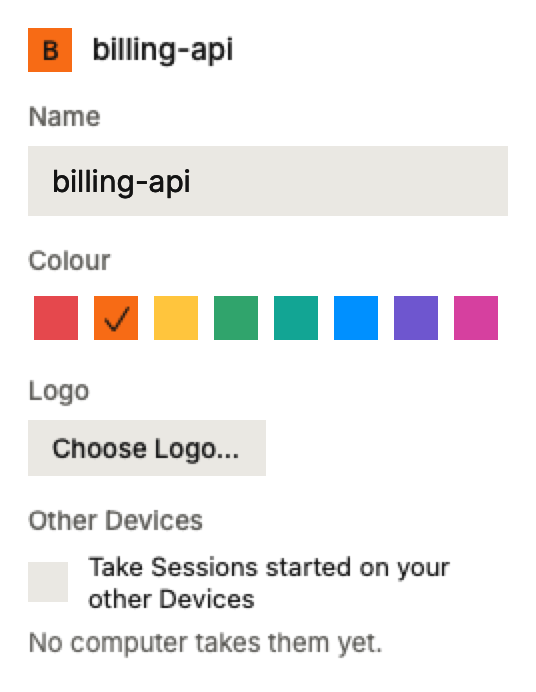 B billing-api
Name
billing-api
Colour
Logo
Choose Logo...
Other Devices
Take Sessions started on your
other Devices
No computer takes them yet.